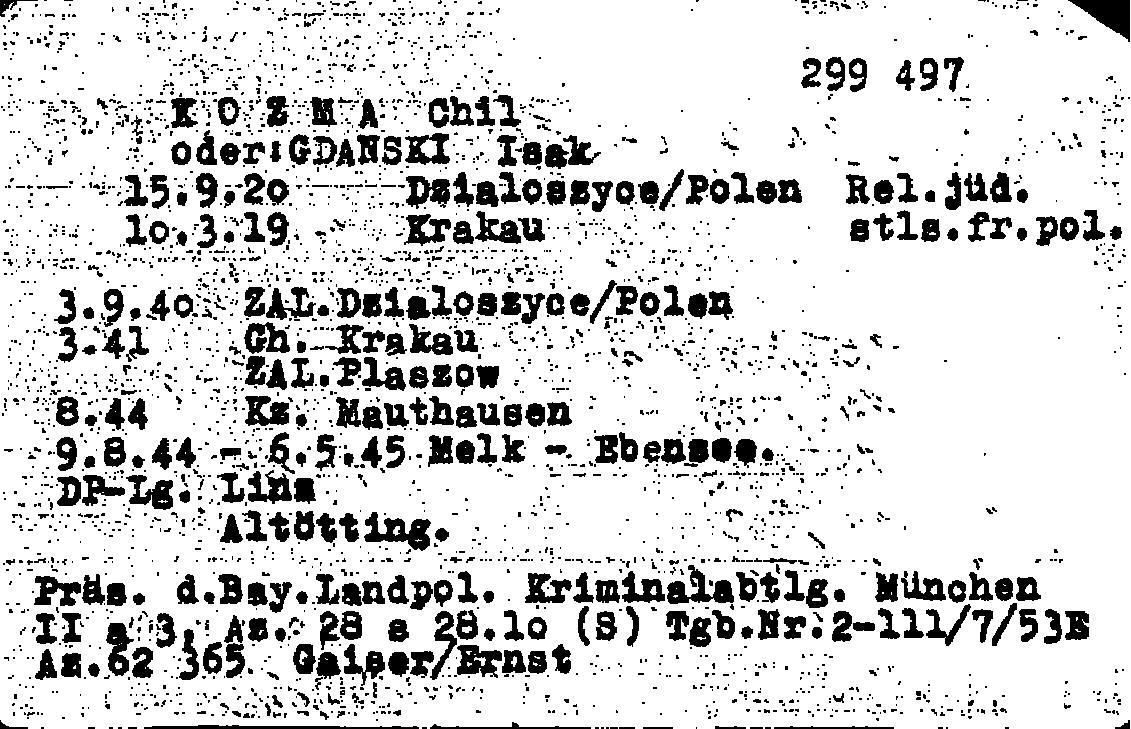 299 497
K O Z M A Chil
oder:GDANSKI Isak
15.9.2o Dzialoszyce/Polen Rel.jüd.
1o.3.19 Krakau stls.fr.pol.
3.9.4o ZAL.Dzialoszyce/Polen
3.41 Gh. Krakau
ZAL.Plaszow
8.44 Kz. Mauthausen
9.8.44 - 6.5.45 Melk - Ebensee.
DP-Lg. Linz
Altötting.
Präs. d.Bay.Landpol. Kriminalabtlg. München
II a 3, Az.: 28 a 28.1o (S) Tgb.Nr.2-111/7/53E
Az.62 365 Gaiser/Ernst